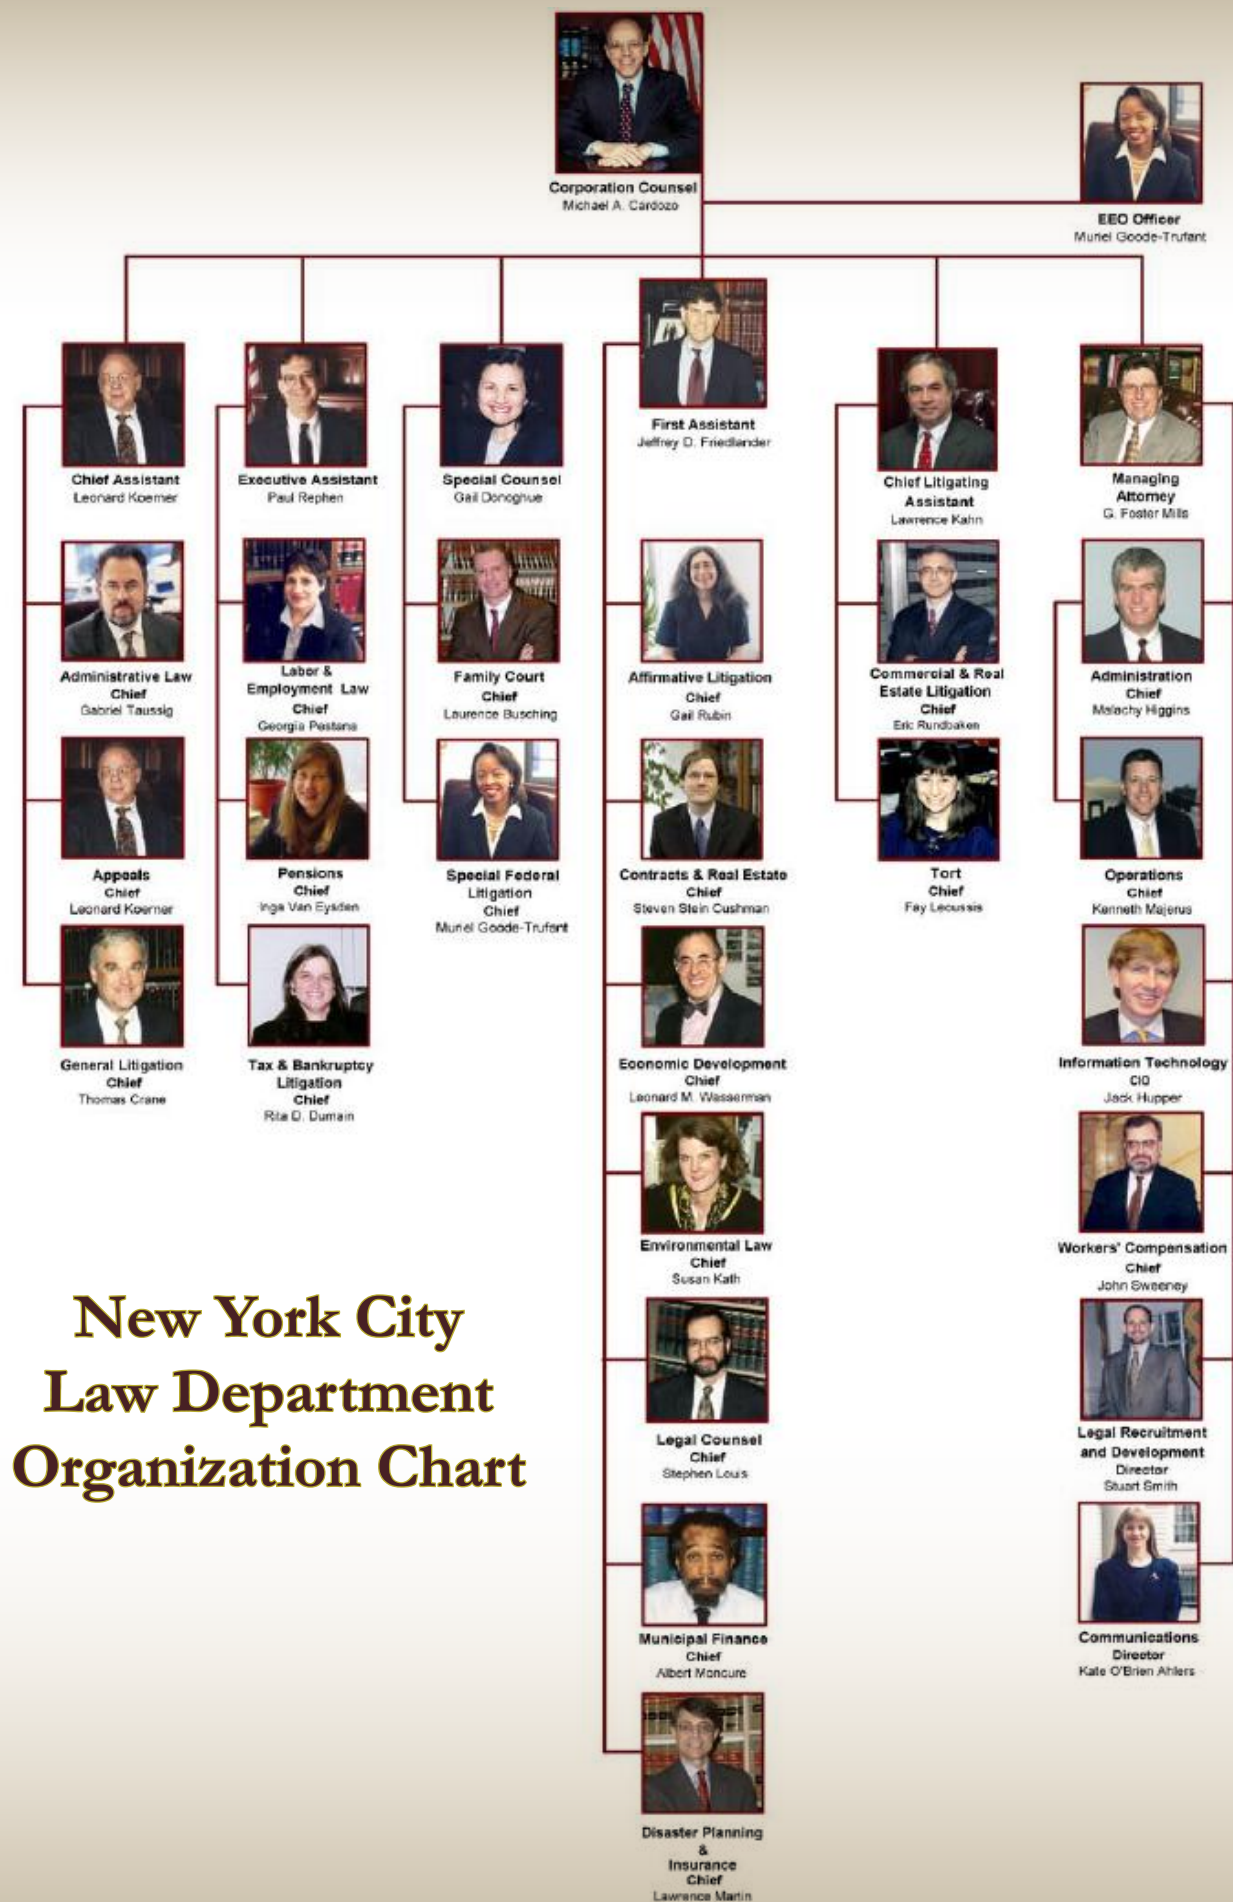 Corporation Counsel
Michael A. Cardozo
EEO Officer
Muriel Goode-Trufant
First Assistant
Jeffrey D. Friedlander
Chief Assistant
Leonard Koerner
Executive Assistant
Paul Rephen
Special Counsel
Gail Donoghue
Chief Litigating
Assistant
Lawrence Kahn
Managing
Attorney
G. Foster Mills
Administrative Law
Chief
Gabriel Taussig
Labor &
Employment Law
Chief
Georgia Pestana
Family Court
Chief
Laurence Busching
Affirmative Litigation
Chief
Gail Rubin
Commercial & Real
Estate Litigation
Chief
Eric Rundbaken
Administration
Chief
Malachy Higgins
Appeals
Chief
Leonard Koerner
Pensions
Chief
Inga Van Eysden
Special Federal
Litigation
Chief
Muriel Goode-Trufant
Contracts & Real Estate
Chief
Steven Stein Cushman
Tort
Chief
Fay Leoussis
Operations
Chief
Kenneth Majerus
General Litigation
Chief
Thomas Crane
Tax & Bankruptcy
Litigation
Chief
Rita D. Dumain
Economic Development
Chief
Leonard M. Wasserman
Information Technology
CIO
Jack Hupper
Environmental Law
Chief
Susan Kath
Workers' Compensation
Chief
John Sweeney
New York City
Law Department
Organization Chart
Legal Counsel
Chief
Stephen Louis
Legal Recruitment
and Development
Director
Stuart Smith
Municipal Finance
Chief
Albert Moncure
Communications
Director
Kate O'Brien Ahlers
Disaster Planning
&
Insurance
Chief
Lawrence Martin